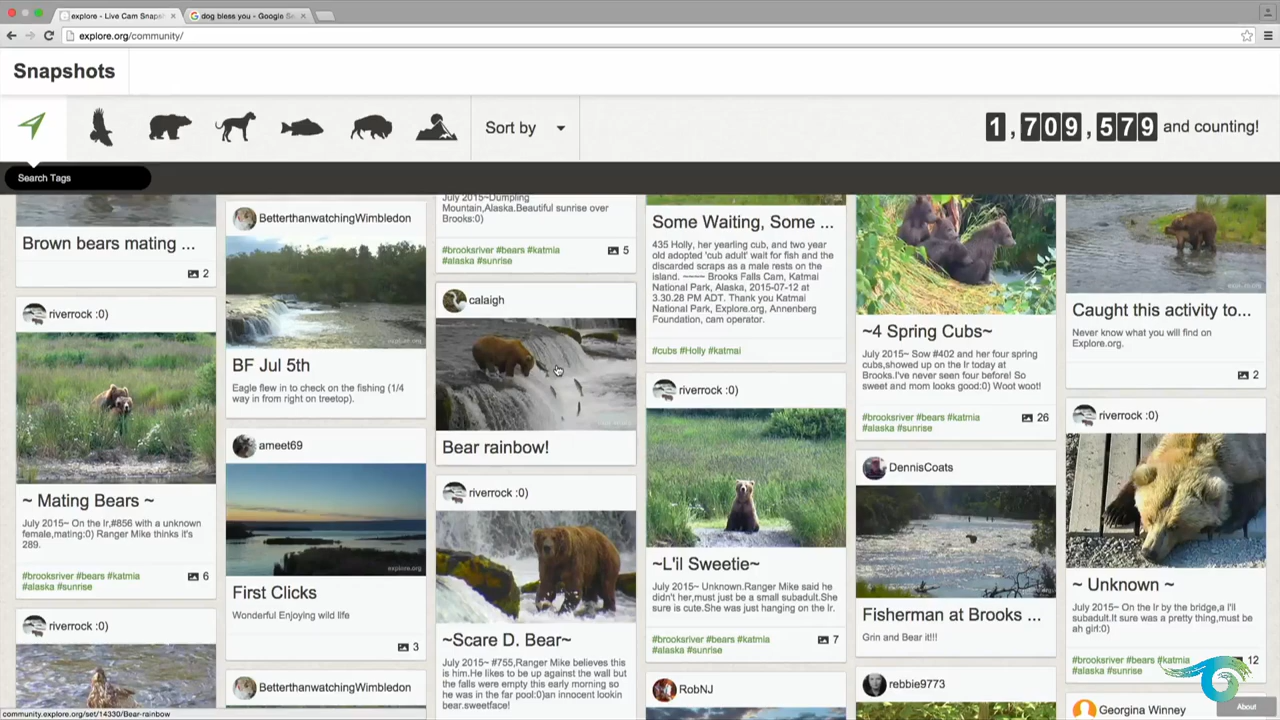 explore - Live Cam Snaps
dog bless you - Google Se
explore.org/community/
Snapshots
Sort by
1,709,579 and counting!
Search Tags
Brown bears mating ...
2
riverrock :0)
~ Mating Bears ~
July 2015~ On the lr,#856 with a unknown
female,mating:0) Ranger Mike thinks it's
289.
#brooksriver #bears #katmia
#alaska #sunrise
6
riverrock :0)
BetterthanwatchingWimbledon
explore.org
BF Jul 5th
Eagle flew in to check on the fishing (1/4
way in from right on treetop).
ameet69
explore.org
First Clicks
Wonderful Enjoying wild life
3
BetterthanwatchingWimbledon
July 2015~Dumpling
Mountain,Alaska.Beautiful sunrise over
Brooks:0)
#brooksriver #bears #katmia
#alaska #sunrise
5
calaigh
Bear rainbow!
riverrock :0)
~Scare D. Bear~
July 2015~ #755,Ranger Mike believes this
is him.He likes to be up against the wall but
the falls were empty this early morning so
he was in the far pool:0)an innocent lookin
bear.sweetface!
Some Waiting, Some ...
435 Holly, her yearling cub, and two year
old adopted 'cub adult' wait for fish and the
discarded scraps as a male rests on the
island. ~~~~ Brooks Falls Cam, Katmai
National Park, Alaska, 2015-07-12 at
3.30.28 PM ADT. Thank you Katmai
National Park, Explore.org, Annenberg
Foundation, cam operator.
#cubs #Holly #katmai
riverrock :0)
~L'il Sweetie~
July 2015~ Unknown.Ranger Mike said he
didn't her,must just be a small subadult.She
sure is cute.She was just hanging on the lr.
#brooksriver #bears #katmia
#alaska #sunrise
7
RobNJ
~4 Spring Cubs~
July 2015~ Sow #402 and her four spring
cubs,showed up on the lr today at
Brooks.I've never seen four before! So
sweet and mom looks good:0) Woot woot!
#brooksriver #bears #katmia
#alaska #sunrise
26
DennisCoats
Fisherman at Brooks ...
Grin and Bear it!!!
rebbie9773
Caught this activity to...
Never know what you will find on
Explore.org.
2
riverrock :0)
~ Unknown ~
July 2015~ On the lr by the bridge,a l'il
subadult.It sure was a pretty thing,must be
ah girl:0)
#brooksriver #bears #katmia
#alaska #sunrise
12
Georgina Winney
About
community.explore.org/set/14330/Bear-rainbow